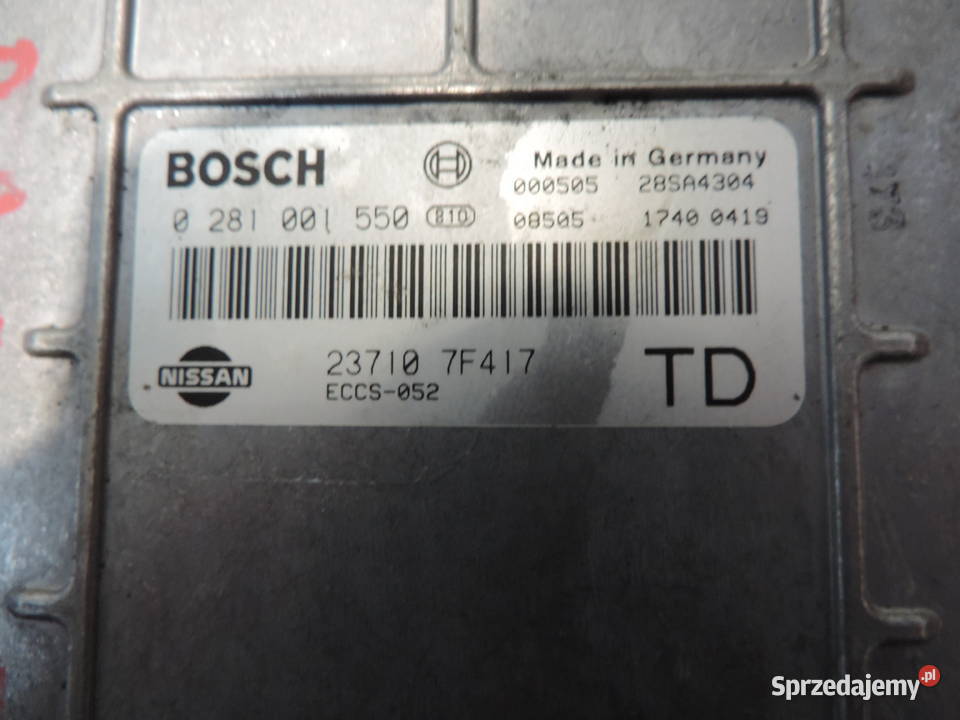 BOSCH
Made in Germany
000505 28SA4304
0 281 001 550 810 08505 1740 0419
NISSAN
23710 7F417
TD
ECCS-052
Sprzedajemy.pl